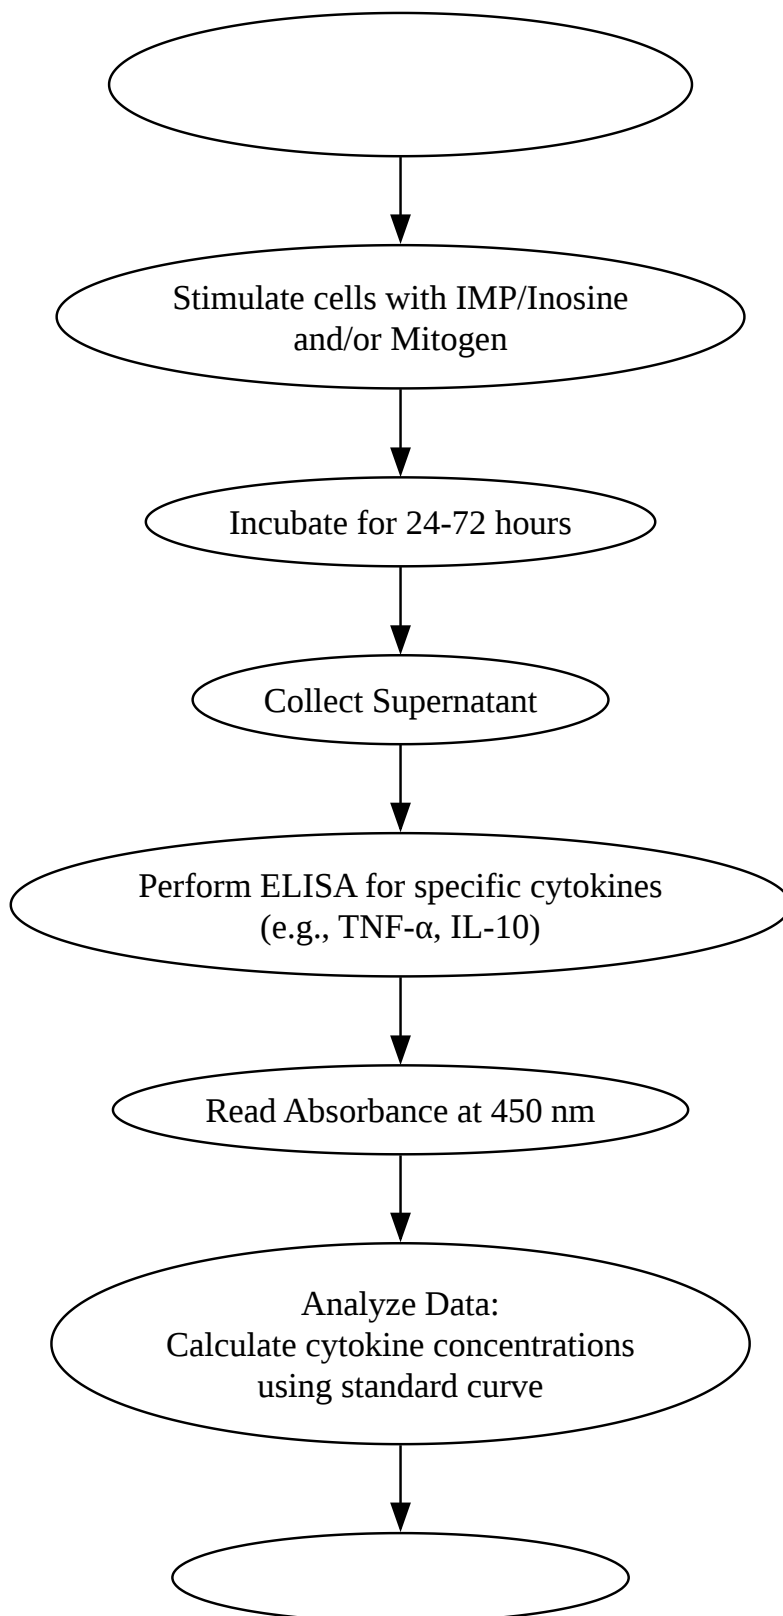 Stimulate cells with IMP/Inosine
and/or Mitogen
Incubate for 24-72 hours
Collect Supernatant
Perform ELISA for specific cytokines
(e.g., TNF-α, IL-10)
Read Absorbance at 450 nm
Analyze Data:
Calculate cytokine concentrations
using standard curve